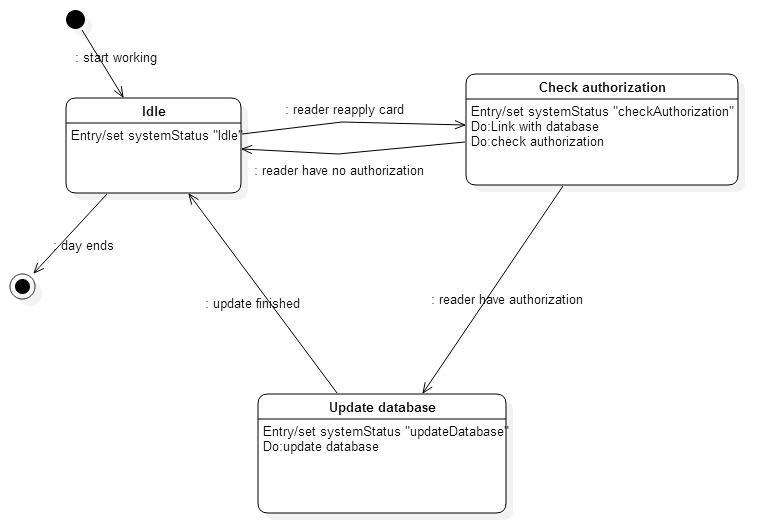 : start working
Idle
Entry/set systemStatus "Idle"
: reader reapply card
Check authorization
Entry/set systemStatus "checkAuthorization"
Do:Link with database
Do:check authorization
: reader have no authorization
: day ends
: update finished
: reader have authorization
Update database
Entry/set systemStatus "updateDatabase"
Do:update database